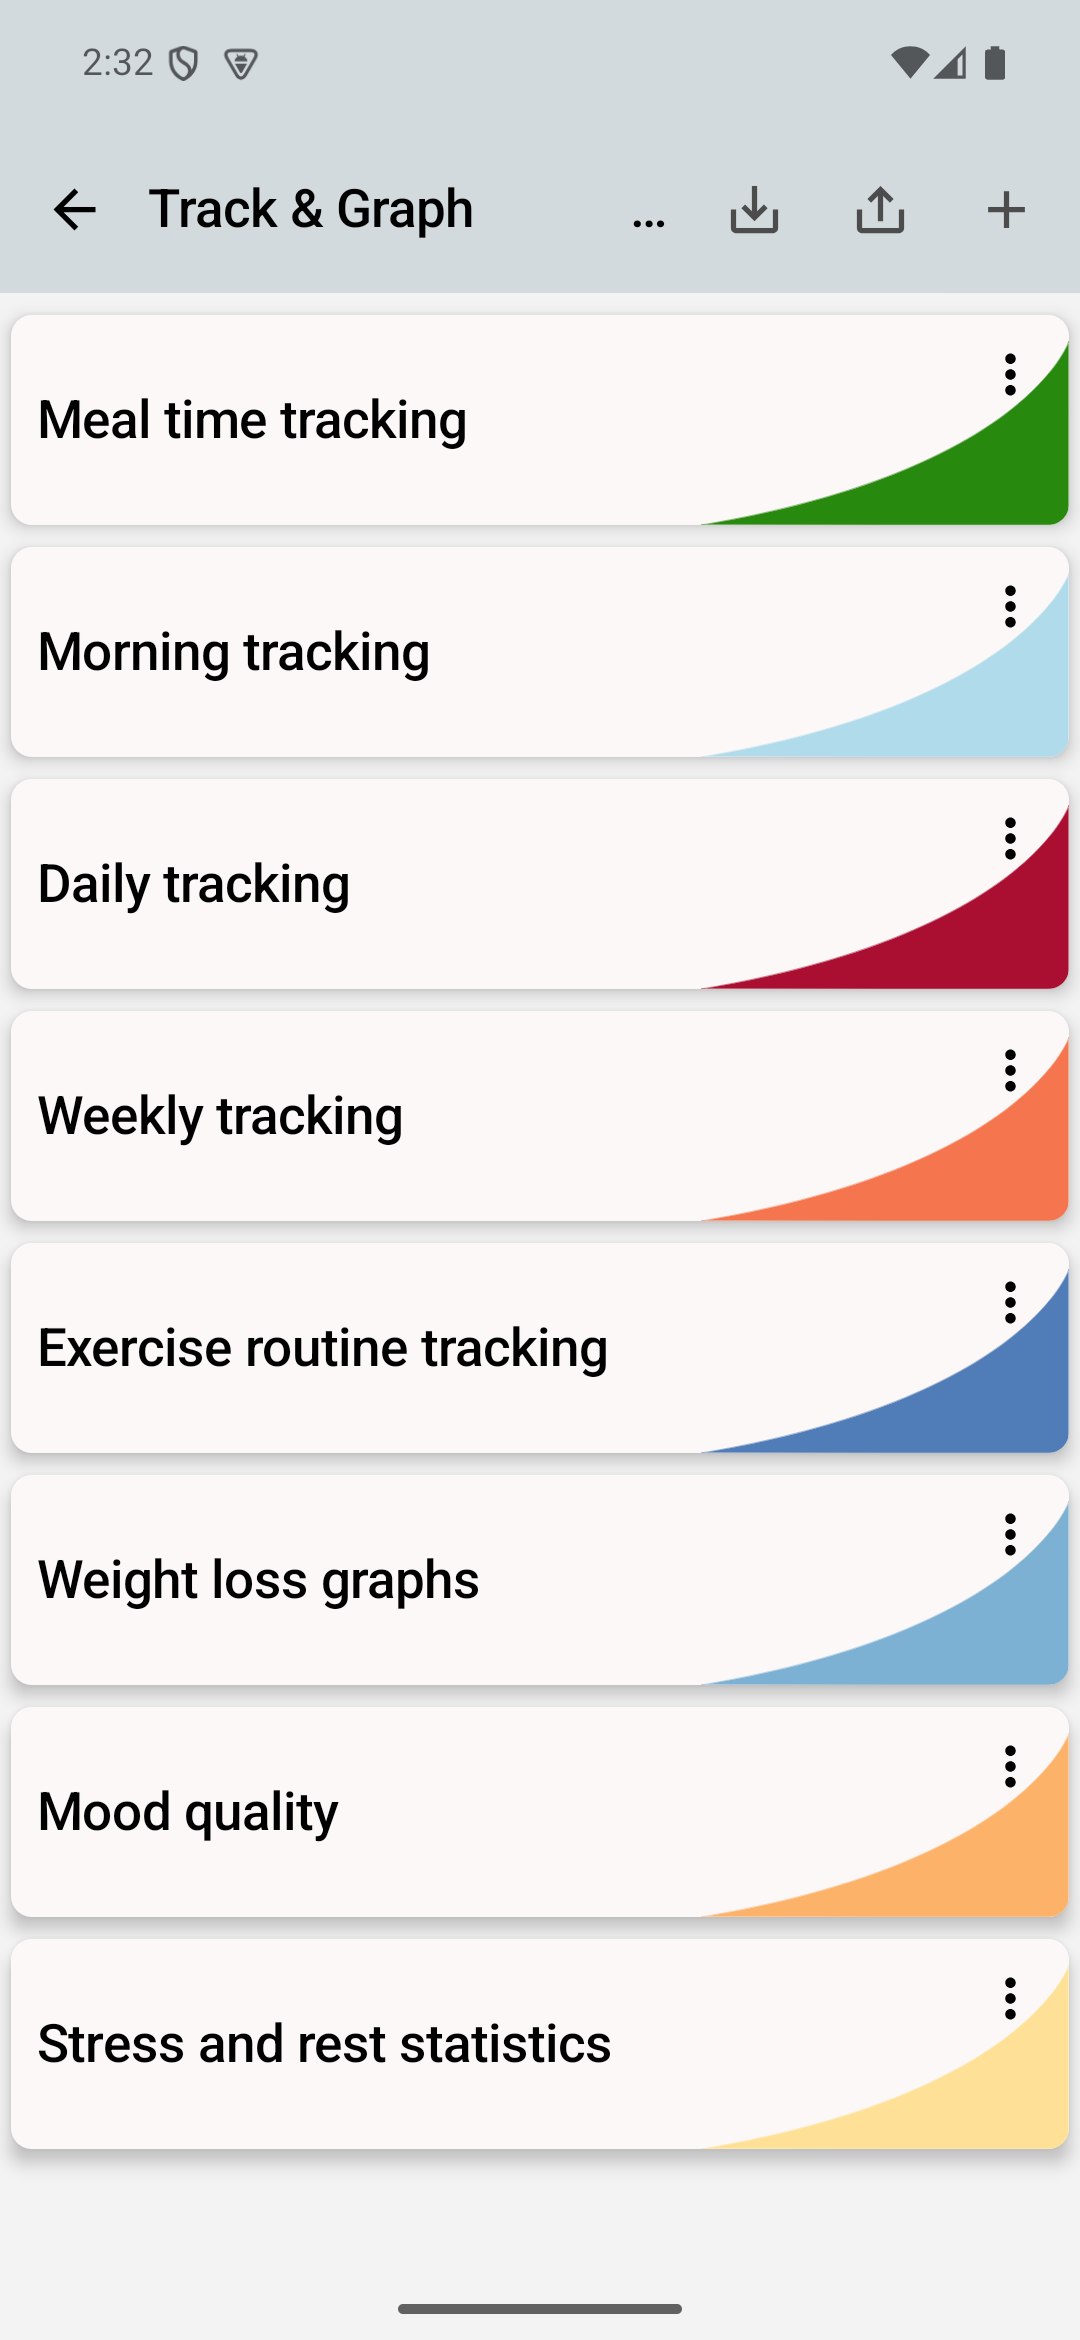 2:32
Track & Graph ...
Meal time tracking
Morning tracking
Daily tracking
Weekly tracking
Exercise routine tracking
Weight loss graphs
Mood quality
Stress and rest statistics